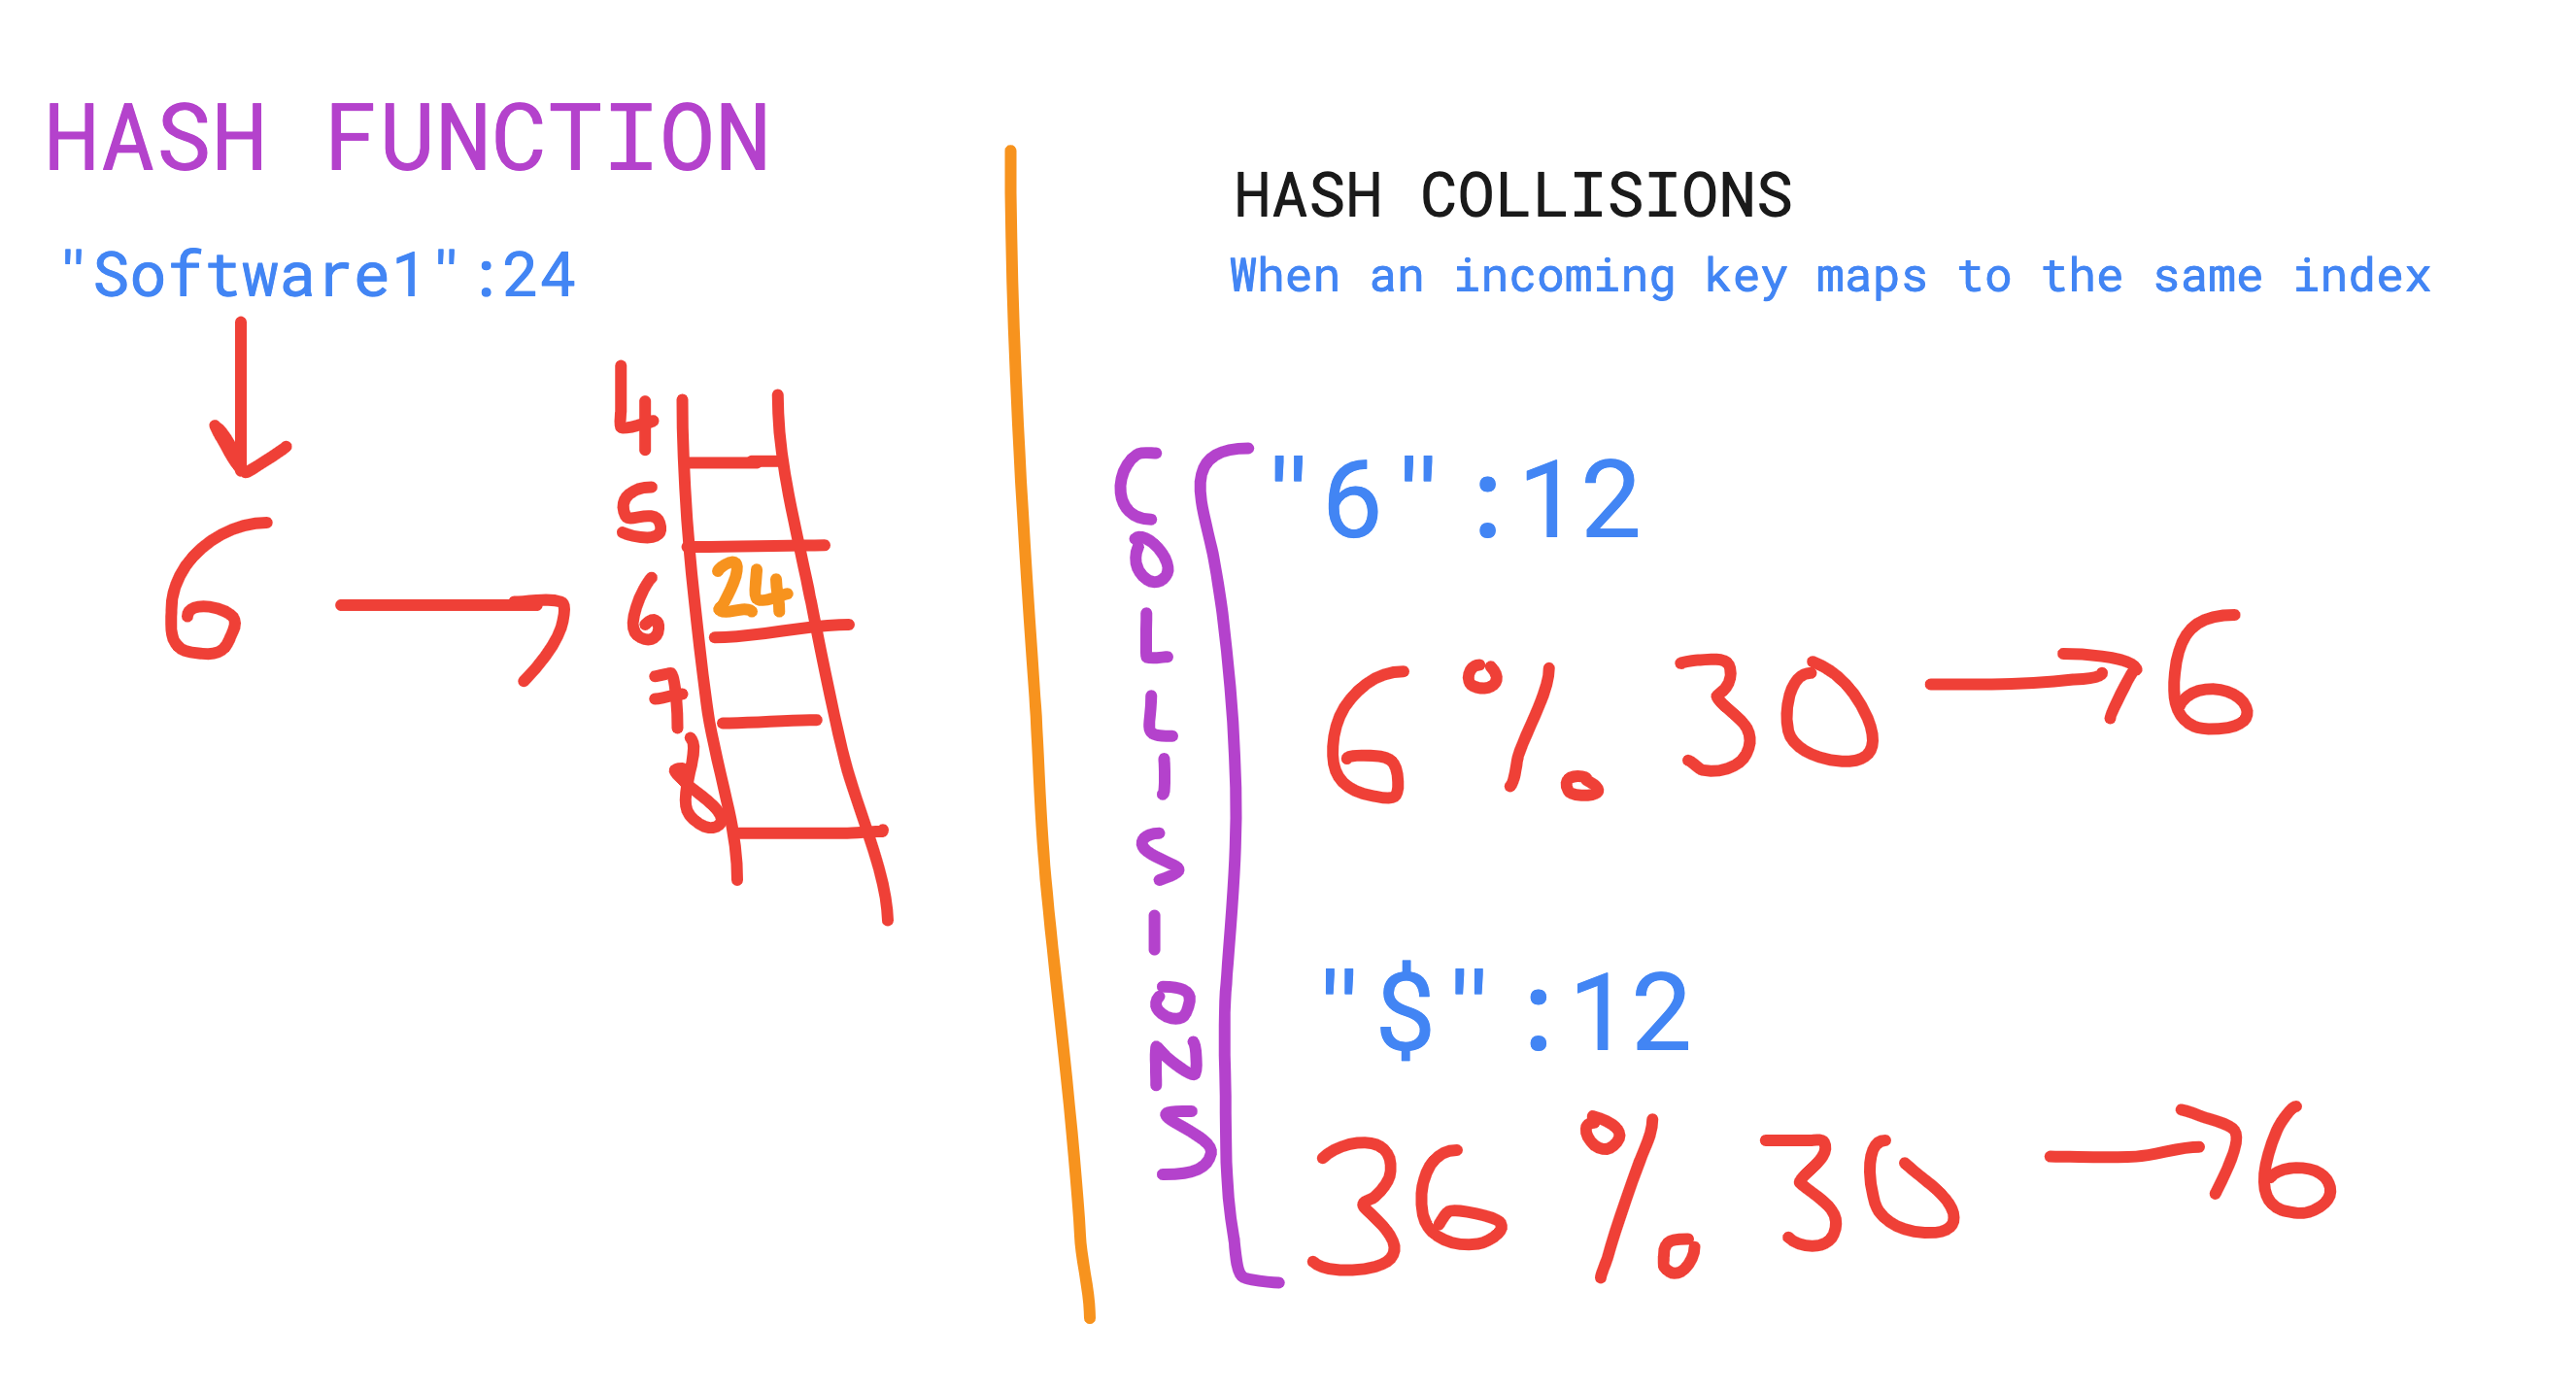 HASH FUNCTION
"Software1":24
6
4
5
6 24
7
8
HASH COLLISIONS
When an incoming key maps to the same index
COLLISIONS
"6":12
6 % 30 → 6
"$":12
36 % 30 → 6